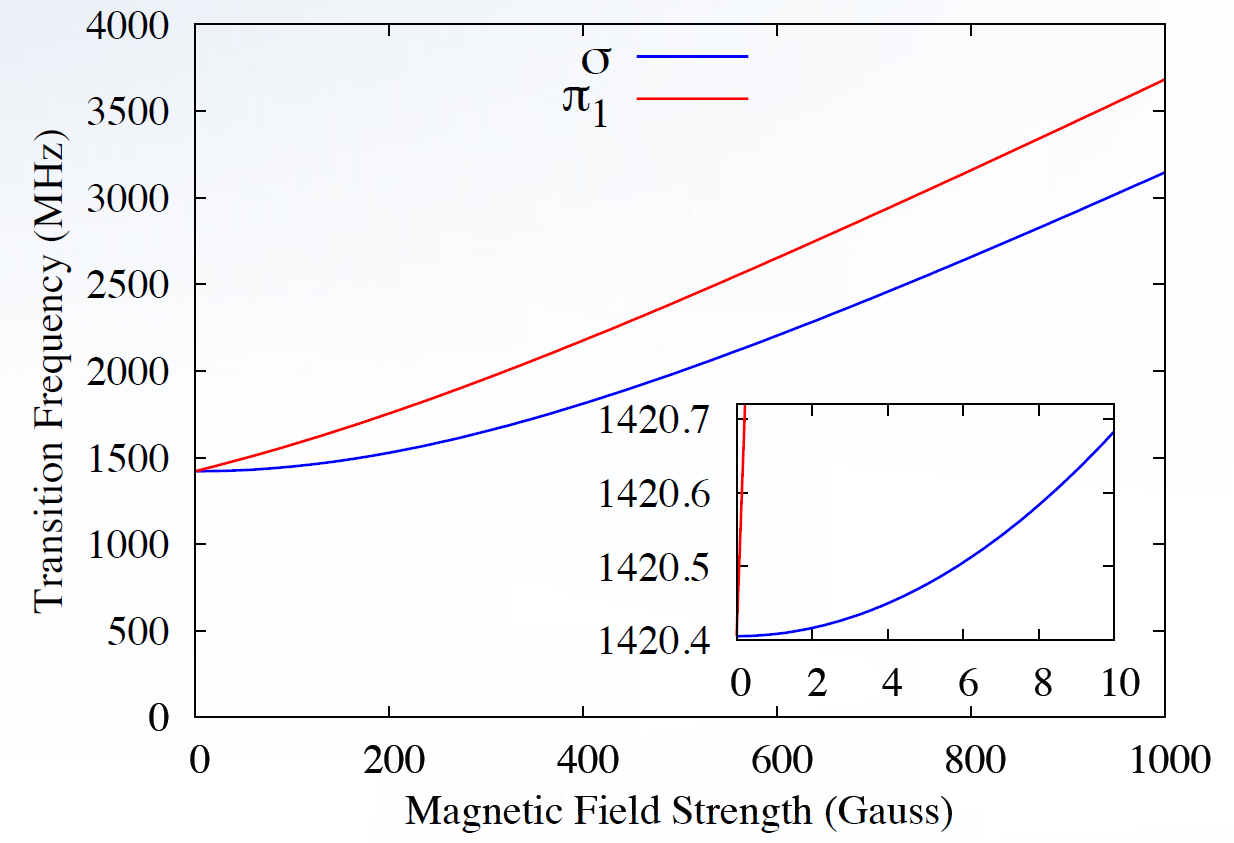 4000
3500
3000
2500
2000
1500
1000
500
0
Transition Frequency (MHz)
σ
π1
1420.7
1420.6
1420.5
1420.4
0 2 4 6 8 10
0 200 400 600 800 1000
Magnetic Field Strength (Gauss)